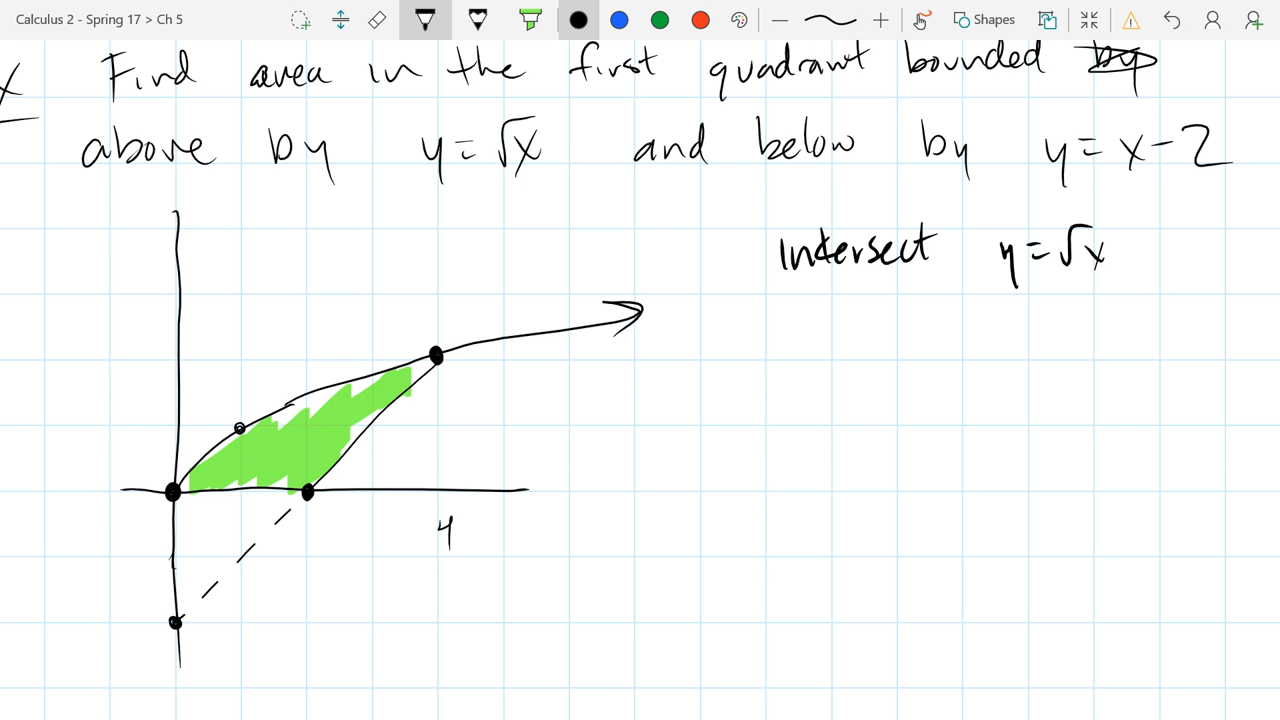 Calculus 2 - Spring 17 > Ch 5
Shapes
Find area in the first quadrant bounded
above by y = √x and below by y = x - 2
intersect y = √x
4